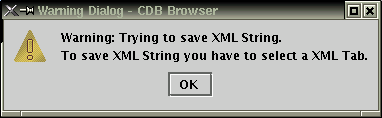 Warning Dialog - CDB Browser
Warning: Trying to save XML String.
To save XML String you have to select a XML Tab.
OK